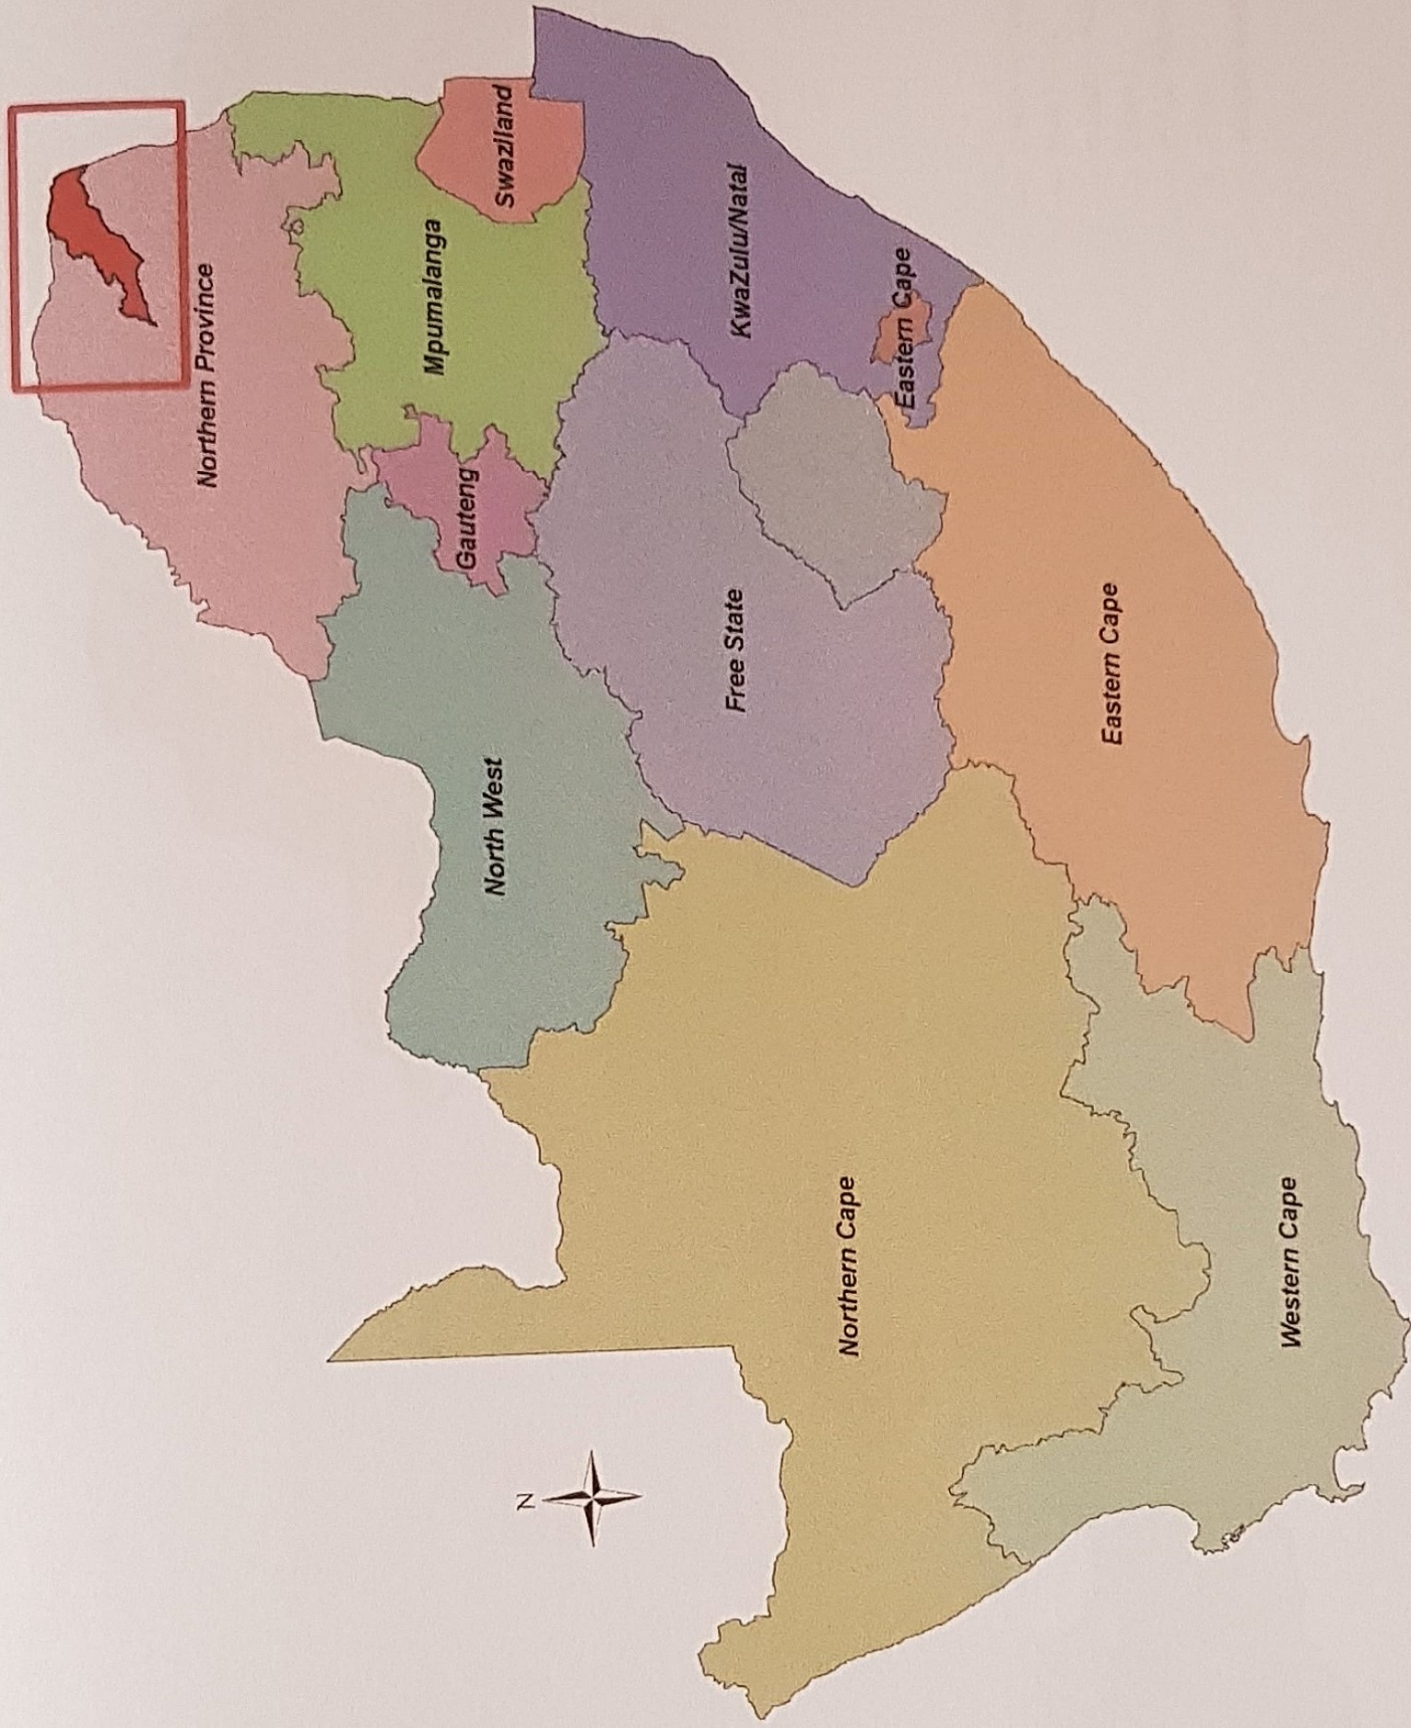 Northern Province
Mpumalanga
Swaziland
Gauteng
North West
KwaZulu/Natal
Free State
Eastern Cape
Eastern Cape
Northern Cape
Western Cape
N